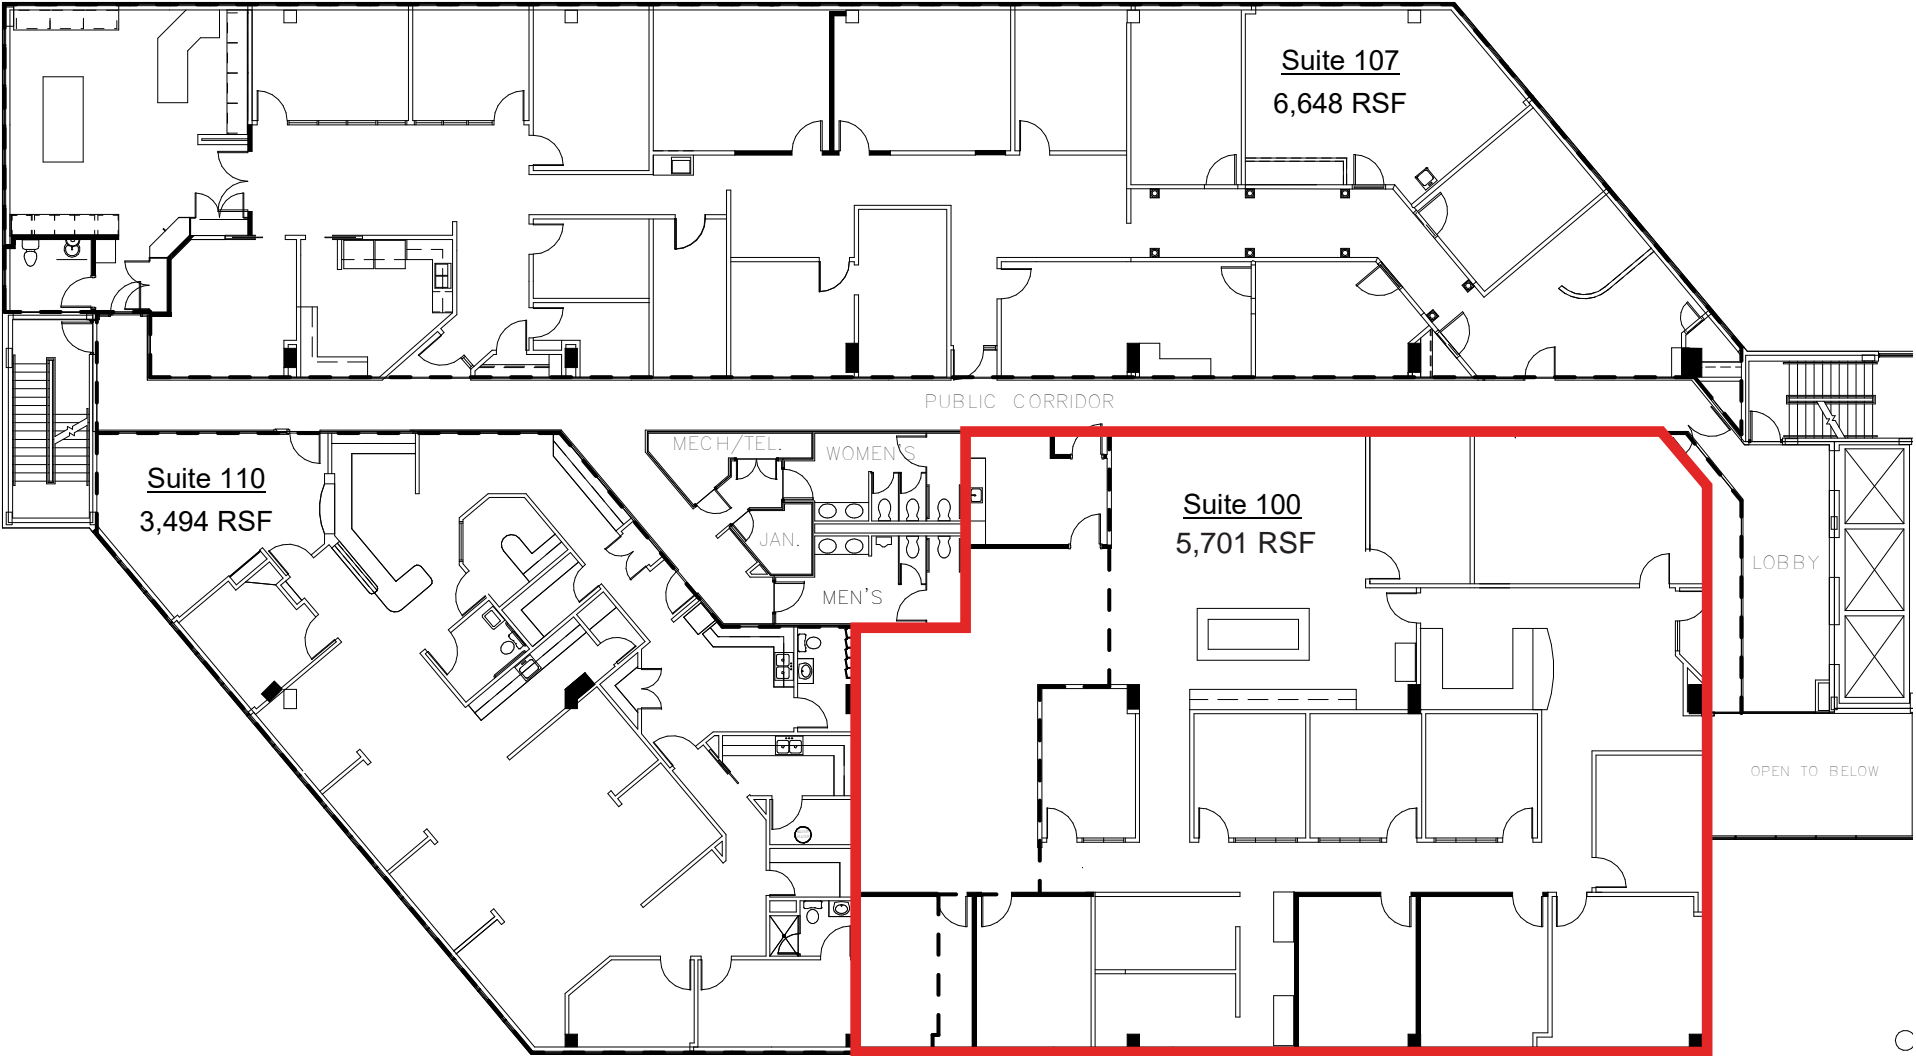 Suite 107
6,648 RSF
PUBLIC CORRIDOR
MECH/TEL.
WOMEN'S
Suite 110
3,494 RSF
Suite 100
5,701 RSF
JAN.
LOBBY
MEN'S
OPEN TO BELOW